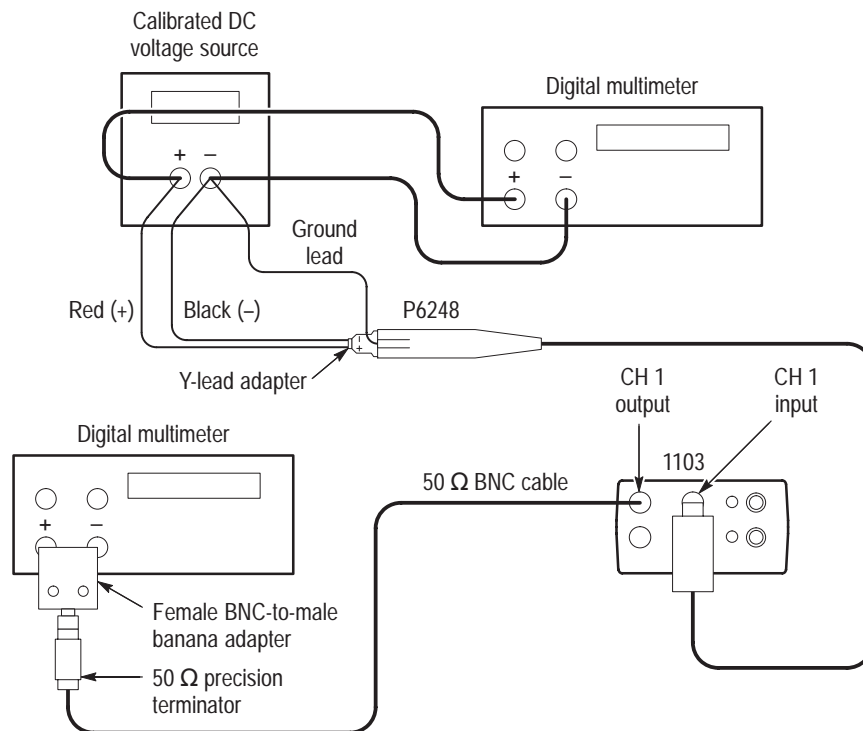 Calibrated DC
voltage source
Digital multimeter
+ –
+ –
Ground
lead
Red (+)
Black (–)
P6248
– +
Y-lead adapter
CH 1
output
CH 1
input
Digital multimeter
1103
50 Ω BNC cable
+ –
Female BNC-to-male
banana adapter
50 Ω precision
terminator